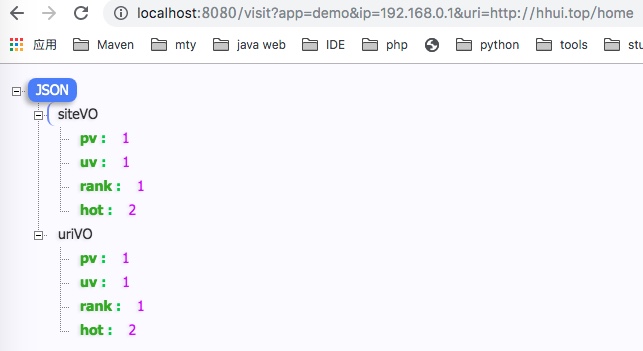 localhost:8080/visit?app=demo&ip=192.168.0.1&uri=http://hhui.top/home
应用 Maven mty java web IDE php python tools stu
JSON
siteVO
pv : 1
uv : 1
rank : 1
hot : 2
uriVO
pv : 1
uv : 1
rank : 1
hot : 2